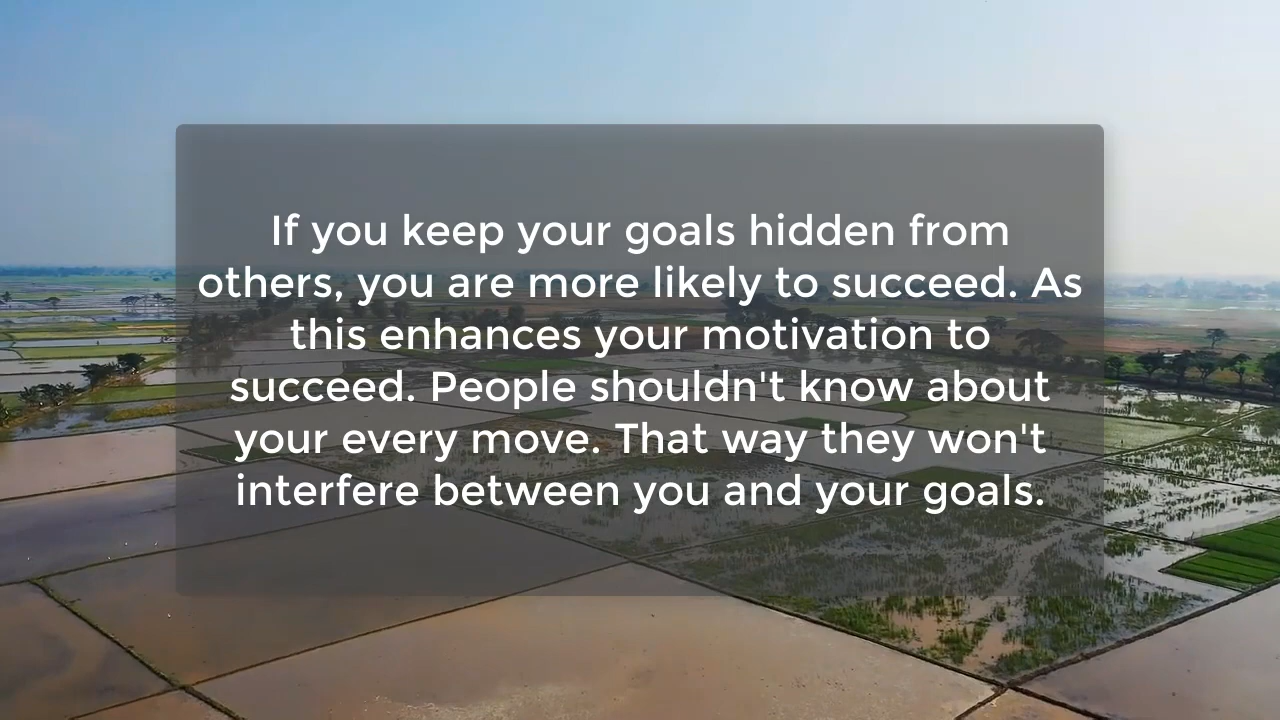 If you keep your goals hidden from
others, you are more likely to succeed. As
this enhances your motivation to
succeed. People shouldn't know about
your every move. That way they won't
interfere between you and your goals.